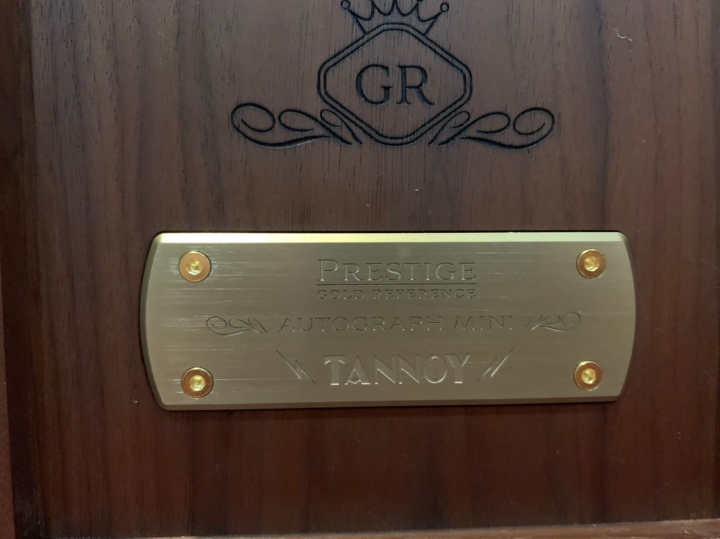 GR
PRESTIGE
GOLD REFERENCE
AUTOGRAPH MINI
TANNOY